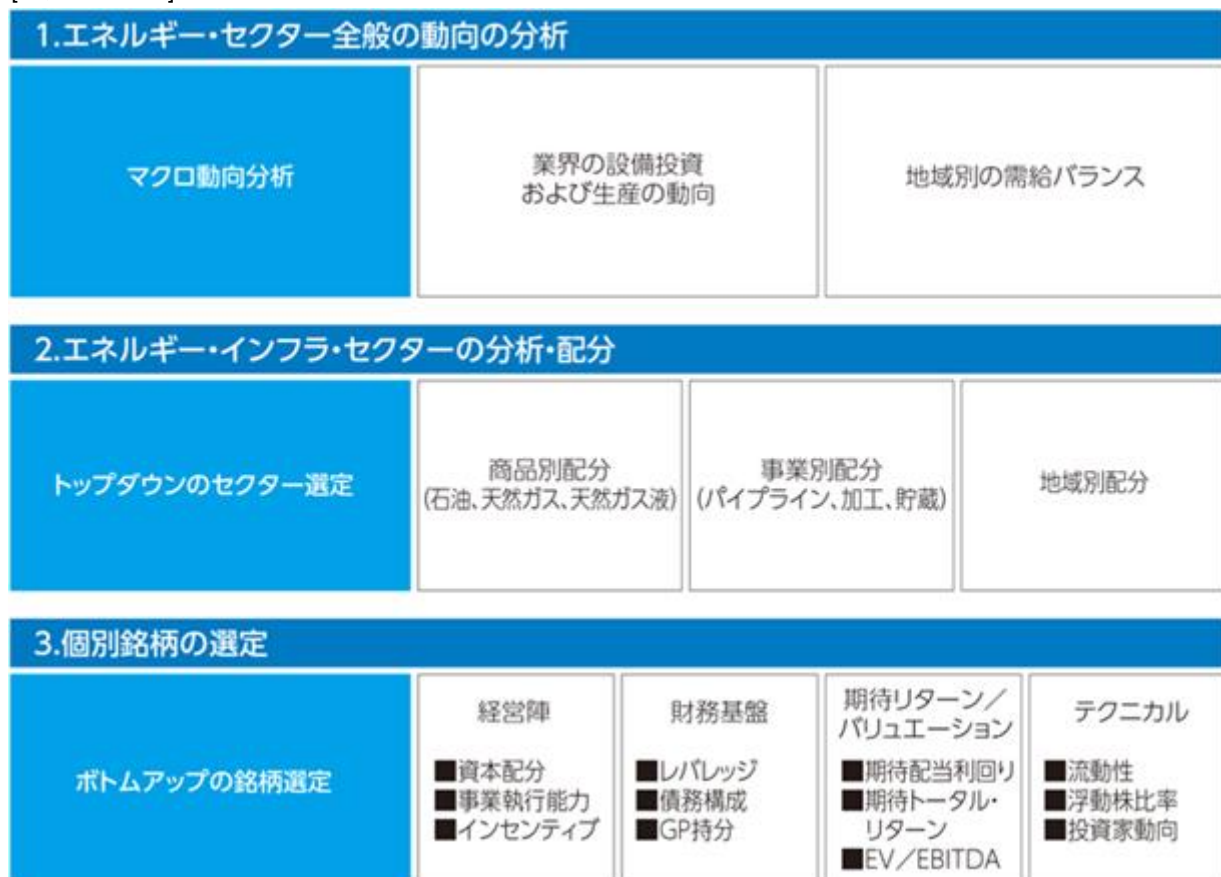 1.エネルギー・セクター全般の動向の分析
マクロ動向分析
業界の設備投資
および生産の動向
地域別の需給バランス
2.エネルギー・インフラ・セクターの分析・配分
トップダウンのセクター選定
商品別配分
(石油、天然ガス、天然ガス液)
事業別配分
(パイプライン、加工、貯蔵)
地域別配分
3.個別銘柄の選定
ボトムアップの銘柄選定
経営陣
■資本配分
■事業執行能力
■インセンティブ
財務基盤
■レバレッジ
■債務構成
■GP持分
期待リターン／
バリュエーション
■期待配当利回り
■期待トータル・
リターン
■EV／EBITDA
テクニカル
■流動性
■浮動株比率
■投資家動向